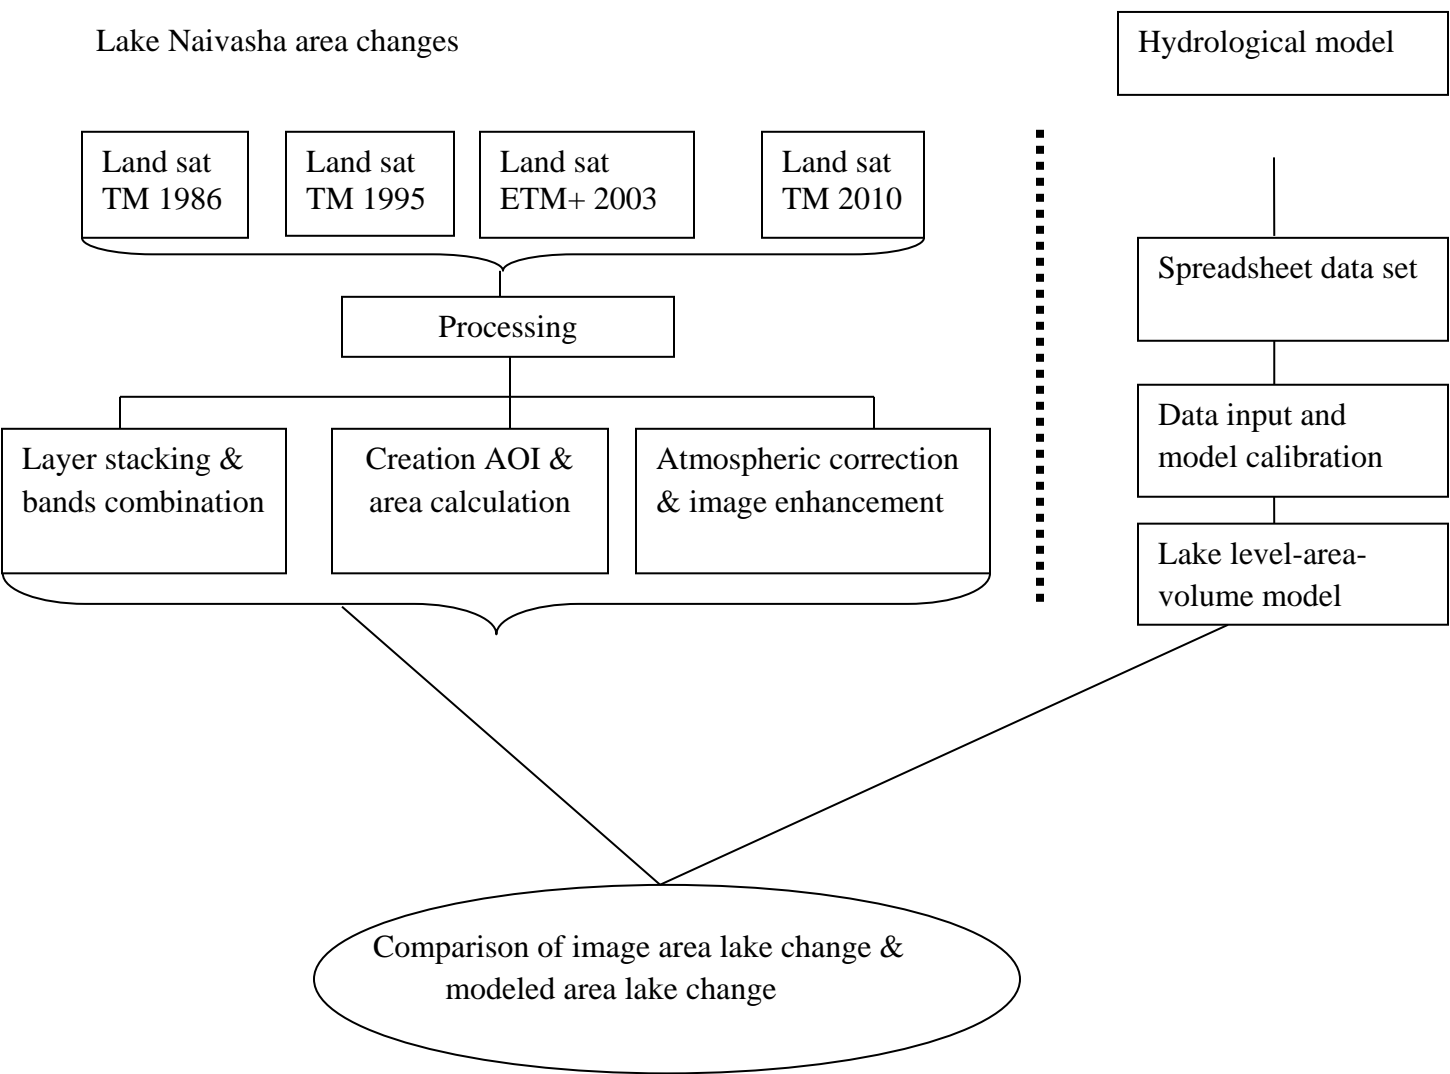 Lake Naivasha area changes
Hydrological model
Land sat
TM 1986
Land sat
TM 1995
Land sat
ETM+ 2003
Land sat
TM 2010
Processing
Layer stacking &
bands combination
Creation AOI &
area calculation
Atmospheric correction
& image enhancement
Spreadsheet data set
Data input and
model calibration
Lake level-area-
volume model
Comparison of image area lake change &
modeled area lake change